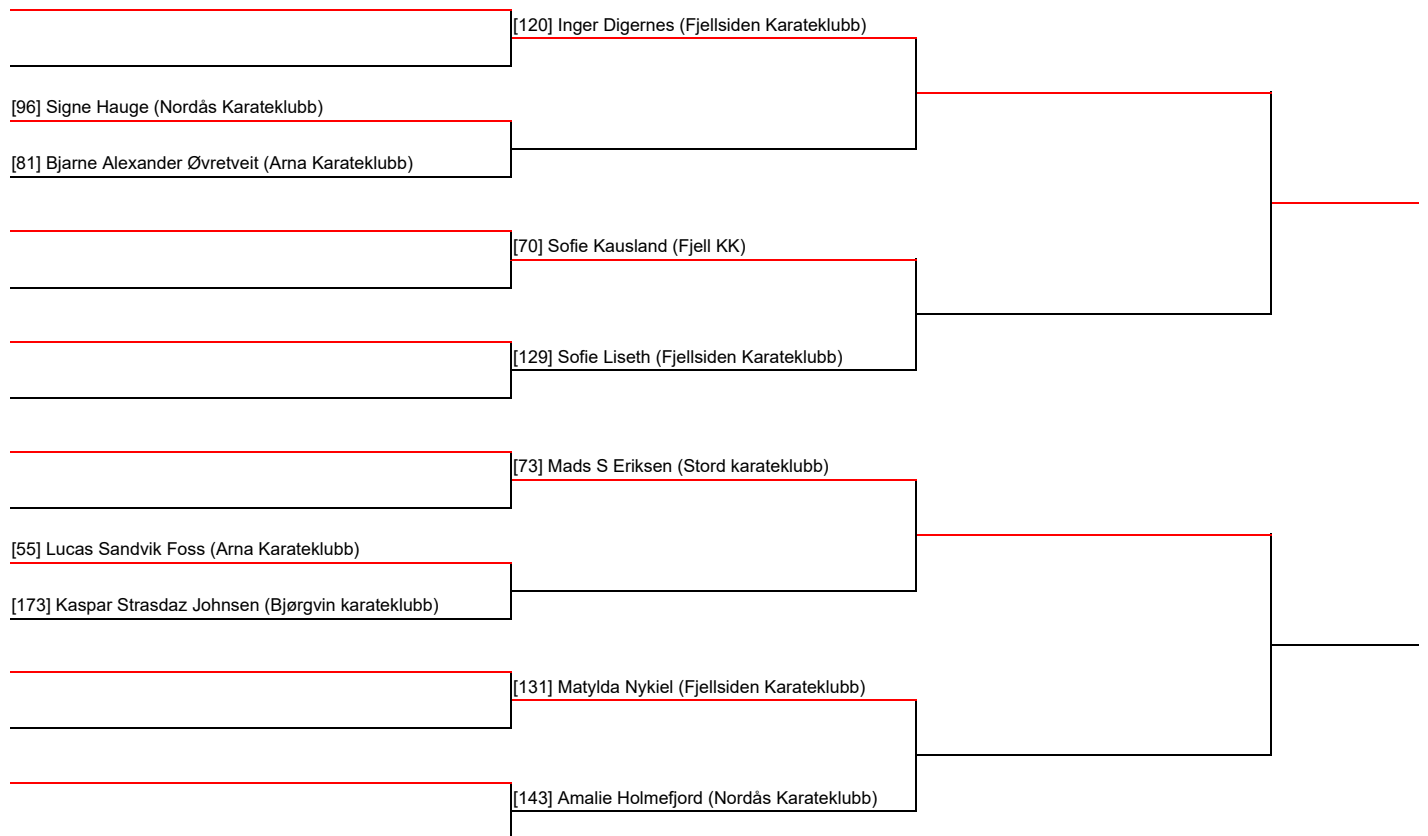 [120] Inger Digernes (Fjellsiden Karateklubb)
[96] Signe Hauge (Nordås Karateklubb)
[81] Bjarne Alexander Øvretveit (Arna Karateklubb)
[70] Sofie Kausland (Fjell KK)
[129] Sofie Liseth (Fjellsiden Karateklubb)
[73] Mads S Eriksen (Stord karateklubb)
[55] Lucas Sandvik Foss (Arna Karateklubb)
[173] Kaspar Strasdaz Johnsen (Bjørgvin karateklubb)
[131] Matylda Nykiel (Fjellsiden Karateklubb)
[143] Amalie Holmefjord (Nordås Karateklubb)